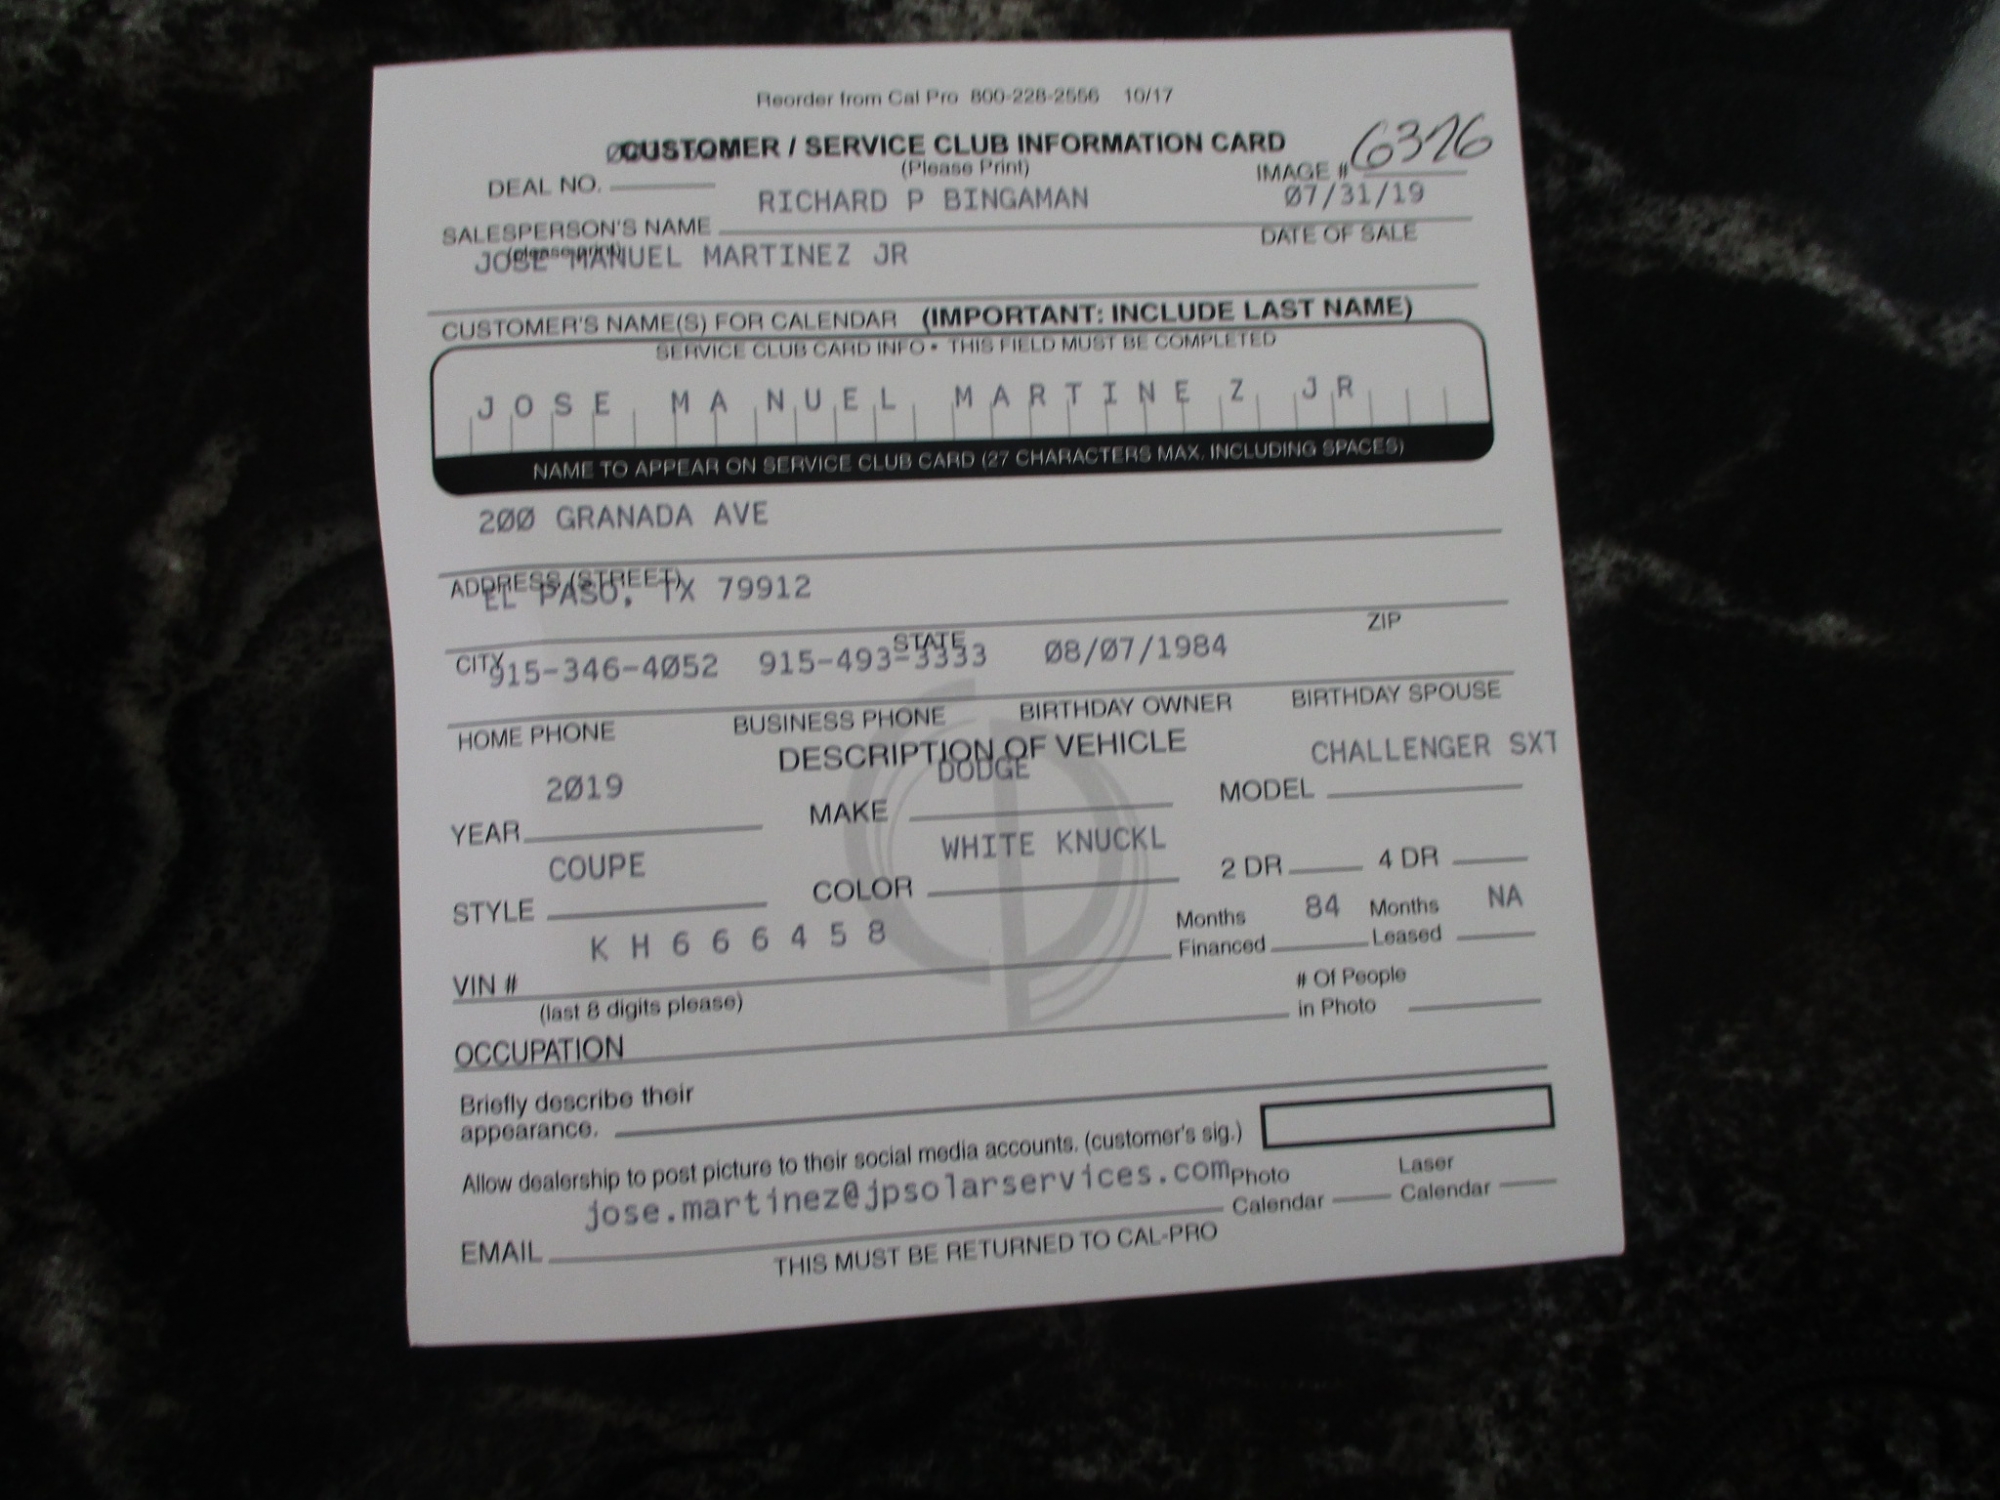 Reorder from Cal Pro 800-228-2556 10/17
CUSTOMER / SERVICE CLUB INFORMATION CARD
(Please Print)
DEAL NO.
IMAGE #
RICHARD P BINGAMAN 07/31/19
SALESPERSON'S NAME DATE OF SALE
(please print)
JOSE MANUEL MARTINEZ JR
CUSTOMER'S NAME(S) FOR CALENDAR (IMPORTANT: INCLUDE LAST NAME)
SERVICE CLUB CARD INFO • THIS FIELD MUST BE COMPLETED
JOSE MANUEL MARTINEZ JR
NAME TO APPEAR ON SERVICE CLUB CARD (27 CHARACTERS MAX. INCLUDING SPACES)
200 GRANADA AVE
ADDRESS (STREET)
EL PASO, TX 79912
CITY STATE ZIP
915-346-4052 915-493-3333 08/07/1984
HOME PHONE BUSINESS PHONE BIRTHDAY OWNER BIRTHDAY SPOUSE
DESCRIPTION OF VEHICLE
YEAR 2019 MAKE DODGE MODEL CHALLENGER SXT
STYLE COUPE COLOR WHITE KNUCKL 2 DR 4 DR
VIN # KH666458 Months Financed 84 Months Leased NA
(last 8 digits please)
# Of People in Photo
OCCUPATION
Briefly describe their
appearance.
Allow dealership to post picture to their social media accounts. (customer's sig.)
EMAIL jose.martinez@jpsolarservices.com Photo Calendar Laser Calendar
THIS MUST BE RETURNED TO CAL-PRO